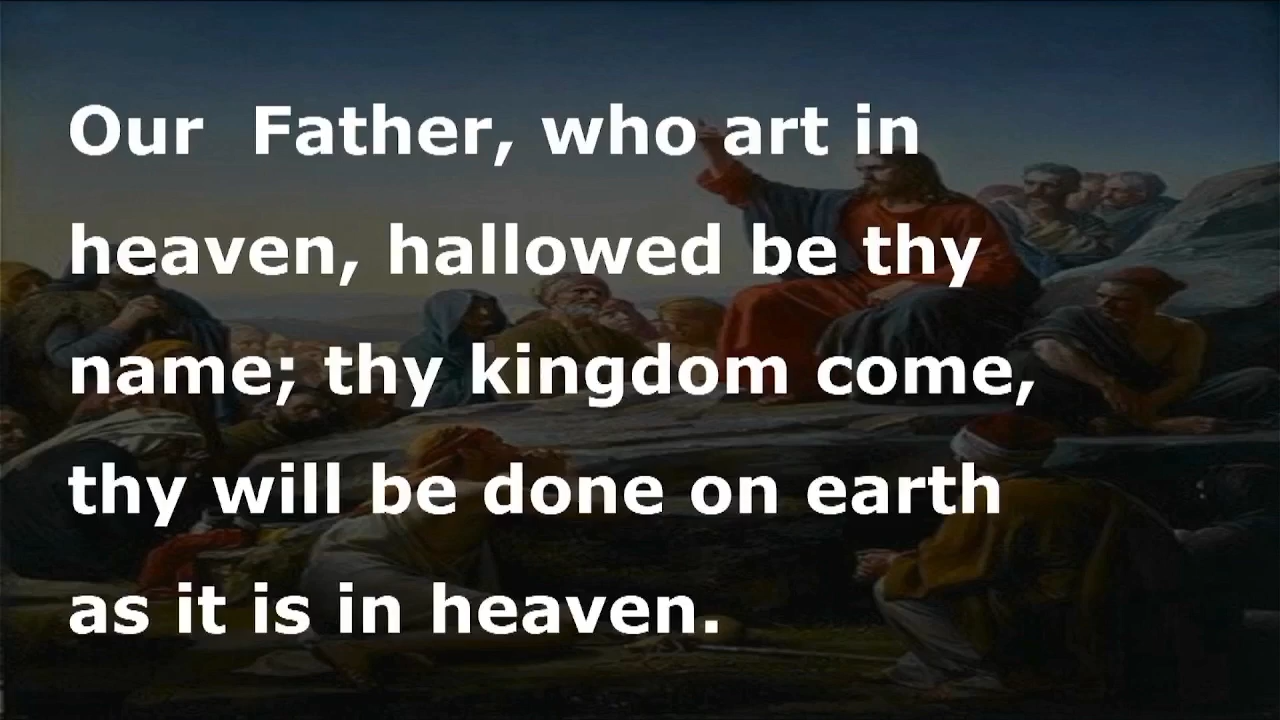 Our  Father, who art in
heaven, hallowed be thy
name; thy kingdom come,
thy will be done on earth
as it is in heaven.